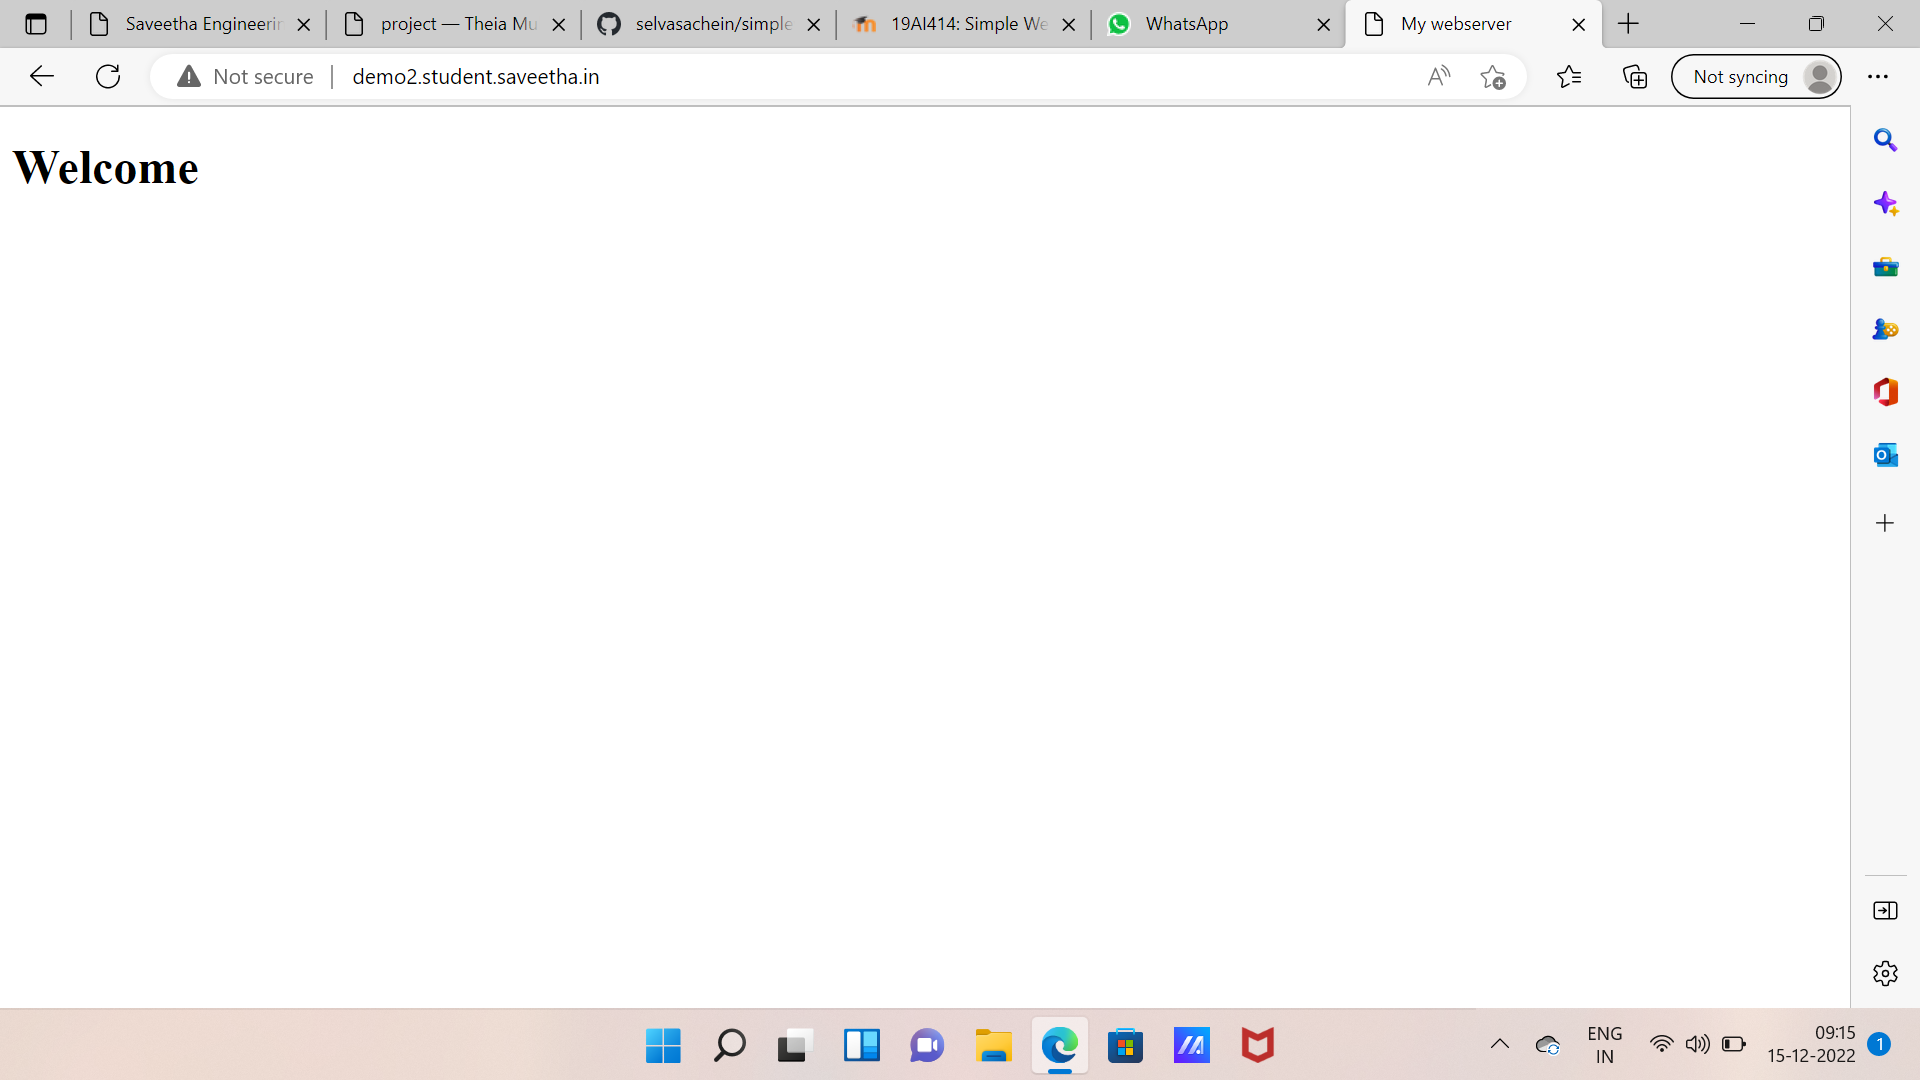 Saveetha Engineerin
project — Theia Mu
selvasachein/simple
19AI414: Simple We
WhatsApp
My webserver
Not secure
demo2.student.saveetha.in
Not syncing
Welcome
ENG
IN
09:15
15-12-2022
1